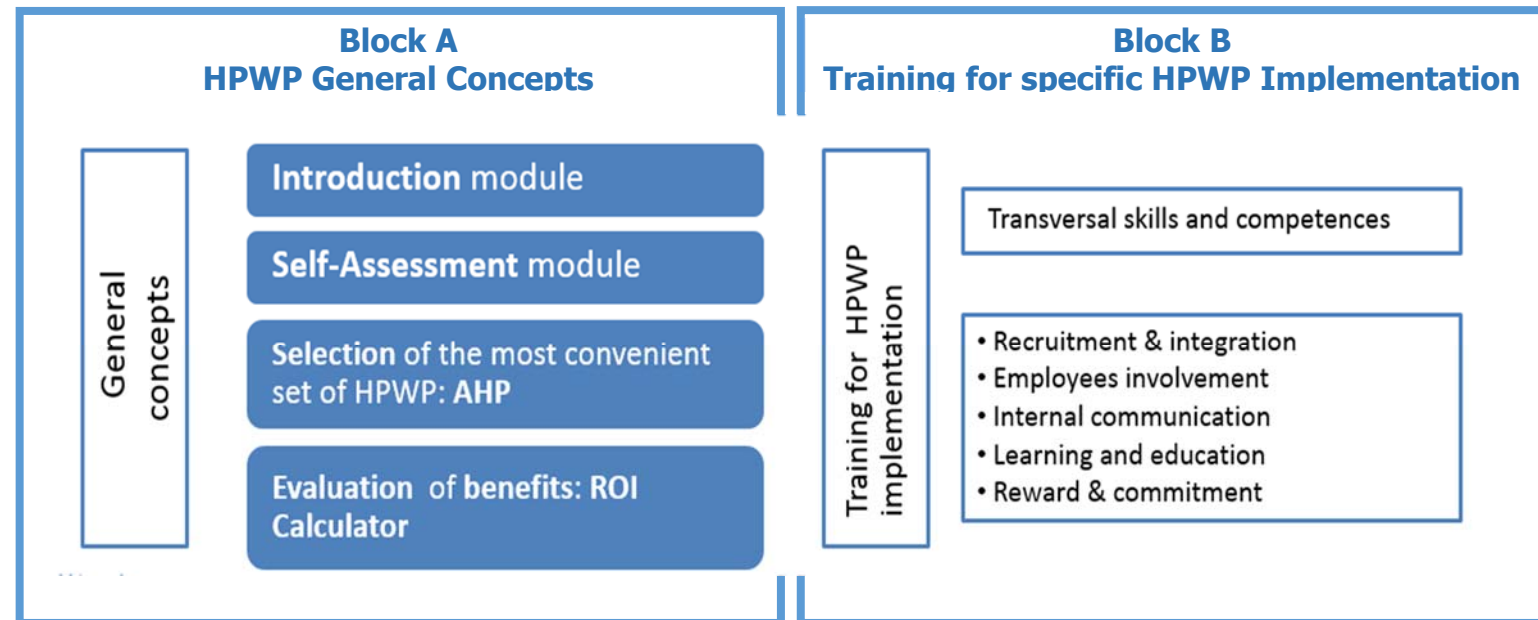 Block A
HPWP General Concepts
General
concepts
Introduction module
Self-Assessment module
Selection of the most convenient
set of HPWP: AHP
Evaluation of benefits: ROI
Calculator
Block B
Training for specific HPWP Implementation
Training for HPWP
implementation
Transversal skills and competences
• Recruitment & integration
• Employees involvement
• Internal communication
• Learning and education
• Reward & commitment